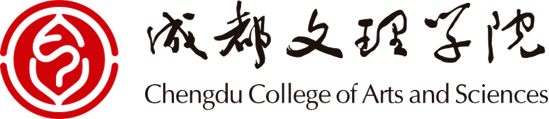 成都文理学院
Chengdu College of Arts and Sciences